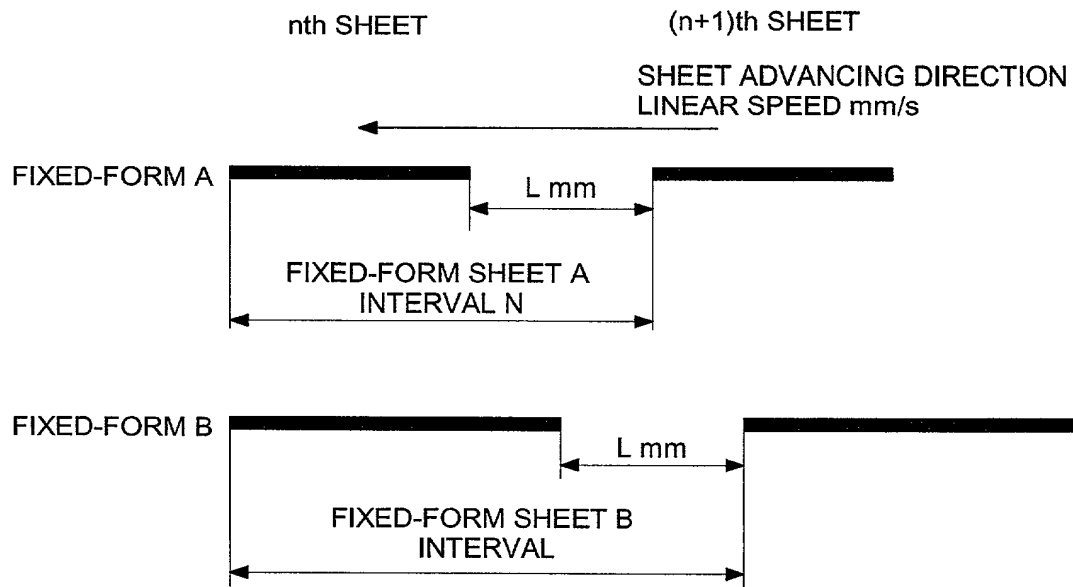 nth SHEET
(n+1)th SHEET
SHEET ADVANCING DIRECTION
LINEAR SPEED mm/s
FIXED-FORM A
L mm
FIXED-FORM SHEET A
INTERVAL N
FIXED-FORM B
L mm
FIXED-FORM SHEET B
INTERVAL